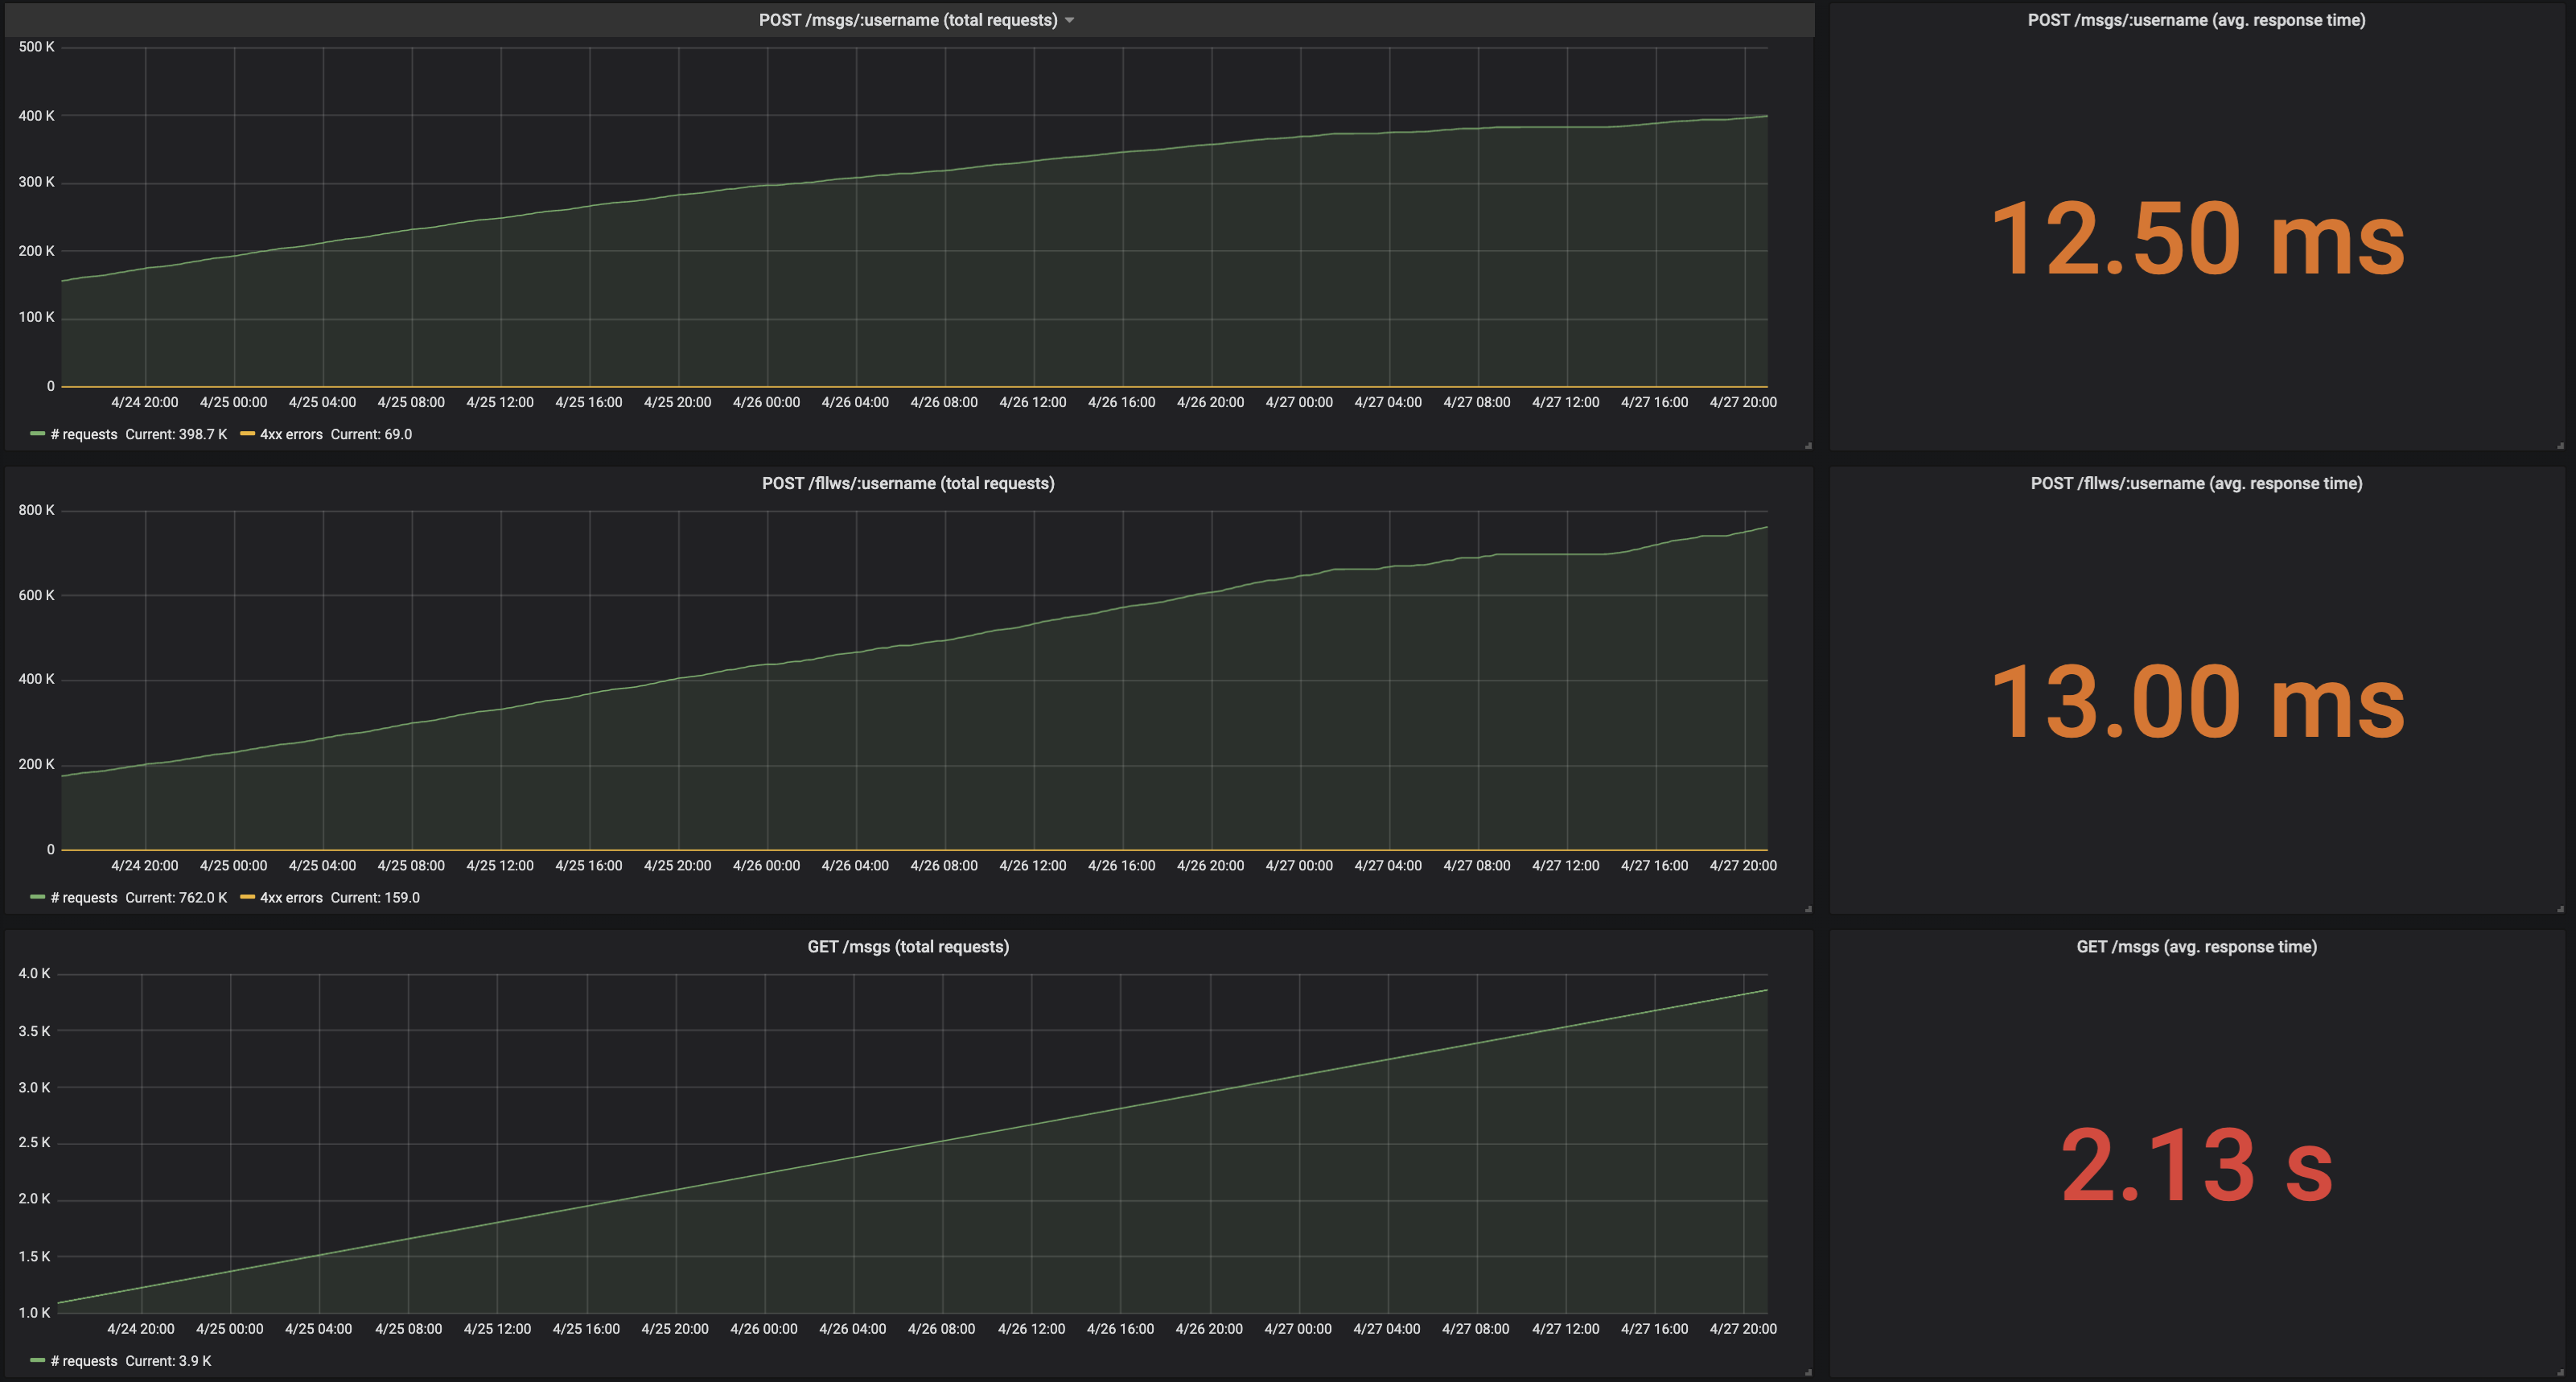 POST /msgs/:username (total requests)
500 K
400 K
300 K
200 K
100 K
0
4/24 20:00 4/25 00:00 4/25 04:00 4/25 08:00 4/25 12:00 4/25 16:00 4/25 20:00 4/26 00:00 4/26 04:00 4/26 08:00 4/26 12:00 4/26 16:00 4/26 20:00 4/27 00:00 4/27 04:00 4/27 08:00 4/27 12:00 4/27 16:00 4/27 20:00
# requests Current: 398.7 K 4xx errors Current: 69.0
POST /msgs/:username (avg. response time)
12.50 ms
POST /fllws/:username (total requests)
800 K
600 K
400 K
200 K
0
4/24 20:00 4/25 00:00 4/25 04:00 4/25 08:00 4/25 12:00 4/25 16:00 4/25 20:00 4/26 00:00 4/26 04:00 4/26 08:00 4/26 12:00 4/26 16:00 4/26 20:00 4/27 00:00 4/27 04:00 4/27 08:00 4/27 12:00 4/27 16:00 4/27 20:00
# requests Current: 762.0 K 4xx errors Current: 159.0
POST /fllws/:username (avg. response time)
13.00 ms
GET /msgs (total requests)
4.0 K
3.5 K
3.0 K
2.5 K
2.0 K
1.5 K
1.0 K
4/24 20:00 4/25 00:00 4/25 04:00 4/25 08:00 4/25 12:00 4/25 16:00 4/25 20:00 4/26 00:00 4/26 04:00 4/26 08:00 4/26 12:00 4/26 16:00 4/26 20:00 4/27 00:00 4/27 04:00 4/27 08:00 4/27 12:00 4/27 16:00 4/27 20:00
# requests Current: 3.9 K
GET /msgs (avg. response time)
2.13 s